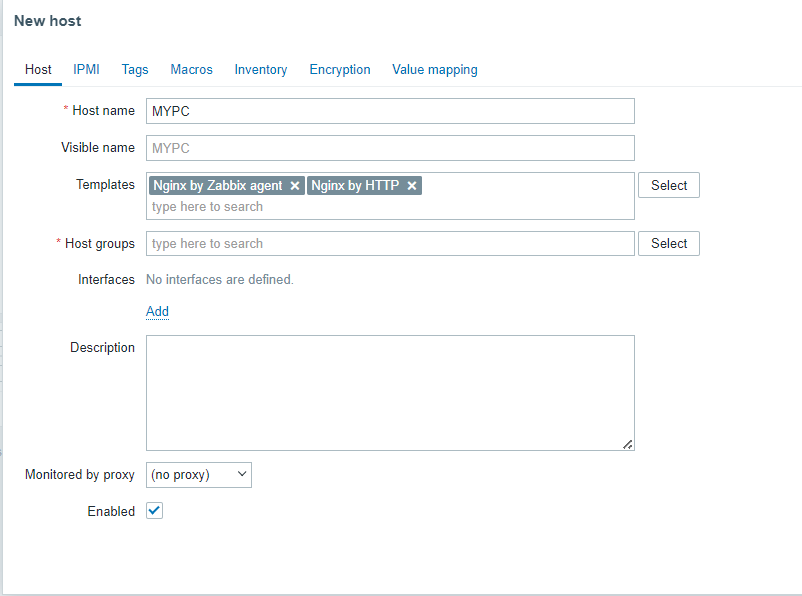 New host
Host IPMI Tags Macros Inventory Encryption Value mapping
* Host name MYPC
Visible name MYPC
Templates Nginx by Zabbix agent × Nginx by HTTP × Select
type here to search
* Host groups type here to search Select
Interfaces No interfaces are defined.
Add
Description
Monitored by proxy (no proxy)
Enabled